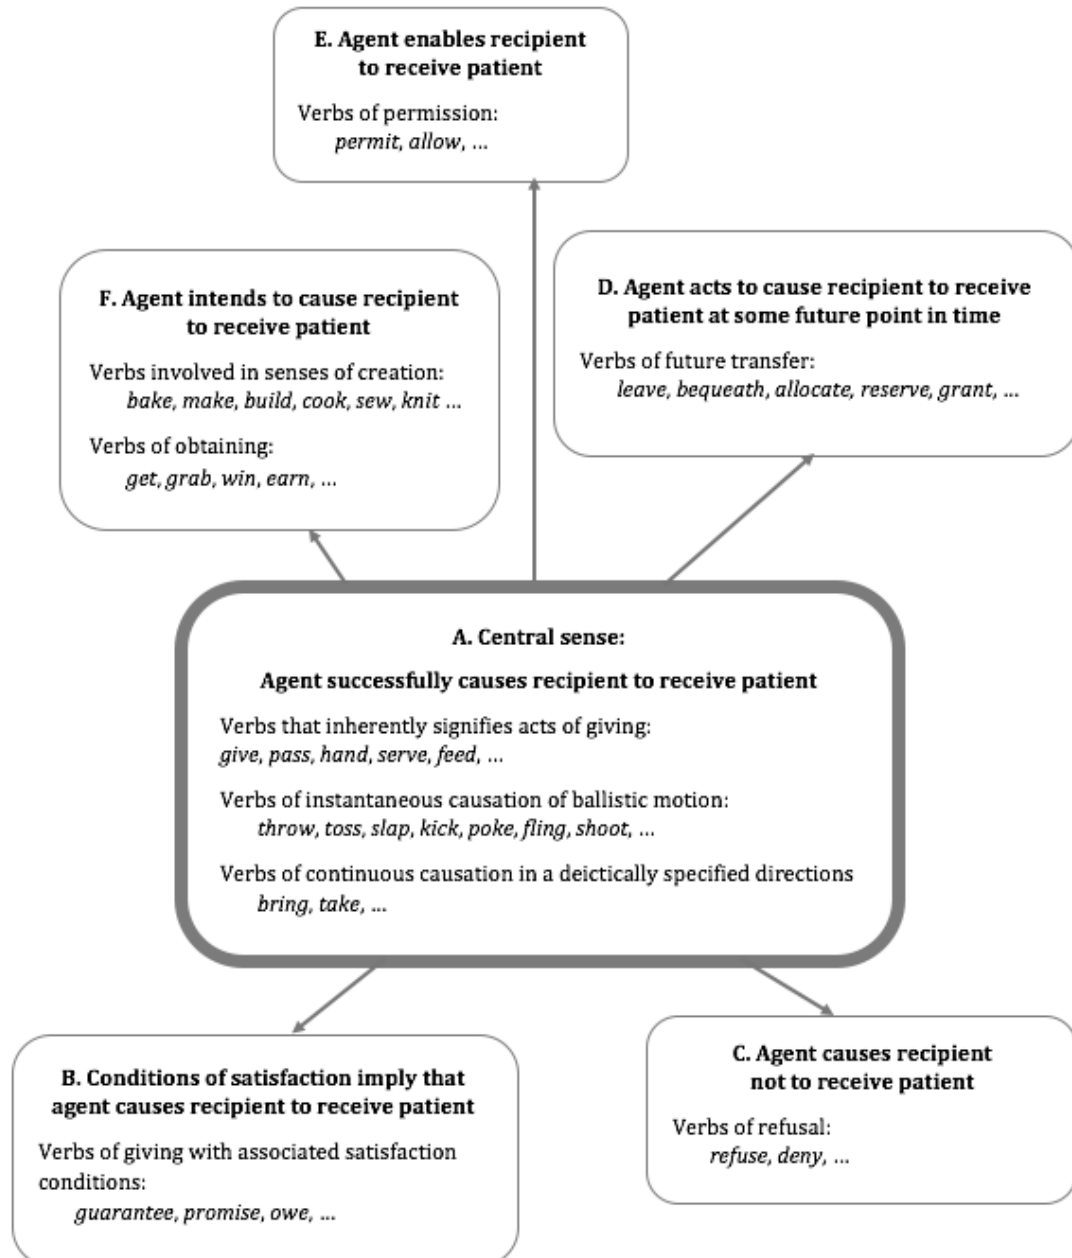 E. Agent enables recipient
to receive patient
Verbs of permission:
permit, allow, ...
F. Agent intends to cause recipient
to receive patient
Verbs involved in senses of creation:
bake, make, build, cook, sew, knit ...
Verbs of obtaining:
get, grab, win, earn, ...
D. Agent acts to cause recipient to receive
patient at some future point in time
Verbs of future transfer:
leave, bequeath, allocate, reserve, grant, ...
A. Central sense:
Agent successfully causes recipient to receive patient
Verbs that inherently signifies acts of giving:
give, pass, hand, serve, feed, ...
Verbs of instantaneous causation of ballistic motion:
throw, toss, slap, kick, poke, fling, shoot, ...
Verbs of continuous causation in a deictically specified directions
bring, take, ...
B. Conditions of satisfaction imply that
agent causes recipient to receive patient
Verbs of giving with associated satisfaction
conditions:
guarantee, promise, owe, ...
C. Agent causes recipient
not to receive patient
Verbs of refusal:
refuse, deny, ...